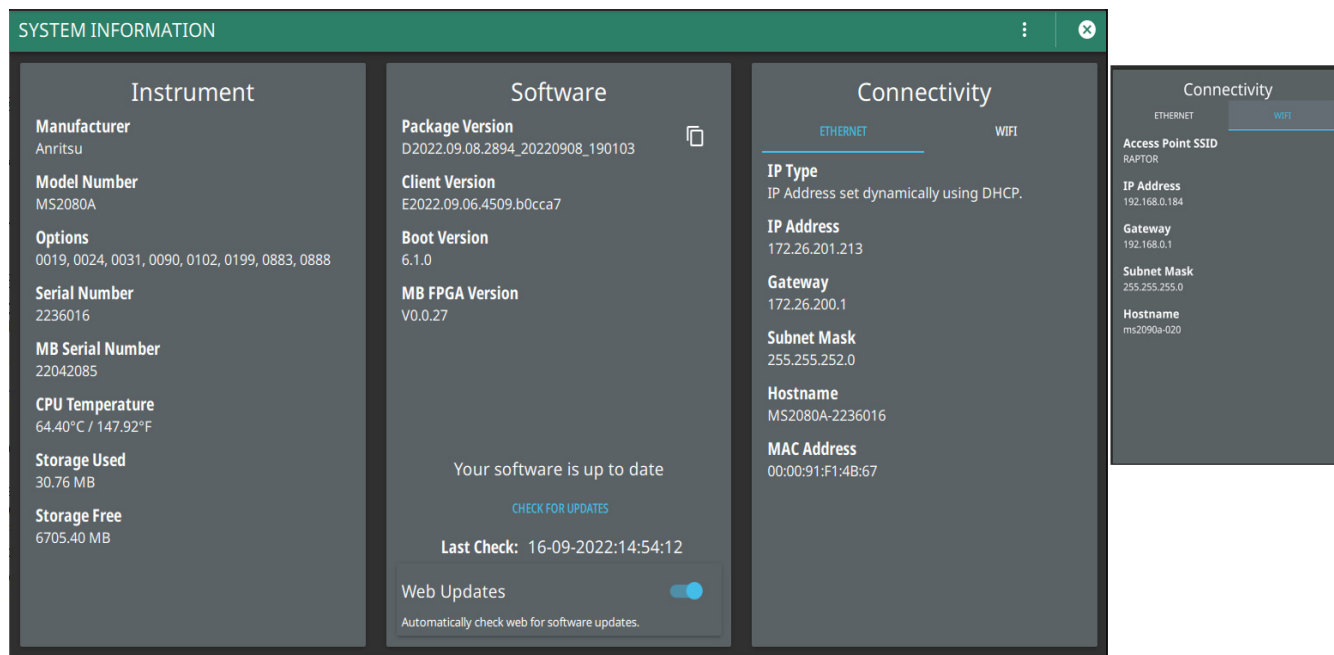 SYSTEM INFORMATION
Instrument
Manufacturer
Anritsu
Model Number
MS2080A
Options
0019, 0024, 0031, 0090, 0102, 0199, 0883, 0888
Serial Number
2236016
MB Serial Number
22042085
CPU Temperature
64.40°C / 147.92°F
Storage Used
30.76 MB
Storage Free
6705.40 MB
Software
Package Version
D2022.09.08.2894_20220908_190103
Client Version
E2022.09.06.4509.b0cca7
Boot Version
6.1.0
MB FPGA Version
V0.0.27
Your software is up to date
CHECK FOR UPDATES
Last Check: 16-09-2022:14:54:12
Web Updates
Automatically check web for software updates.
Connectivity
ETHERNET WIFI
IP Type
IP Address set dynamically using DHCP.
IP Address
172.26.201.213
Gateway
172.26.200.1
Subnet Mask
255.255.252.0
Hostname
MS2080A-2236016
MAC Address
00:00:91:F1:4B:67
Connectivity
ETHERNET WIFI
Access Point SSID
RAPTOR
IP Address
192.168.0.184
Gateway
192.168.0.1
Subnet Mask
255.255.255.0
Hostname
ms2090a-020